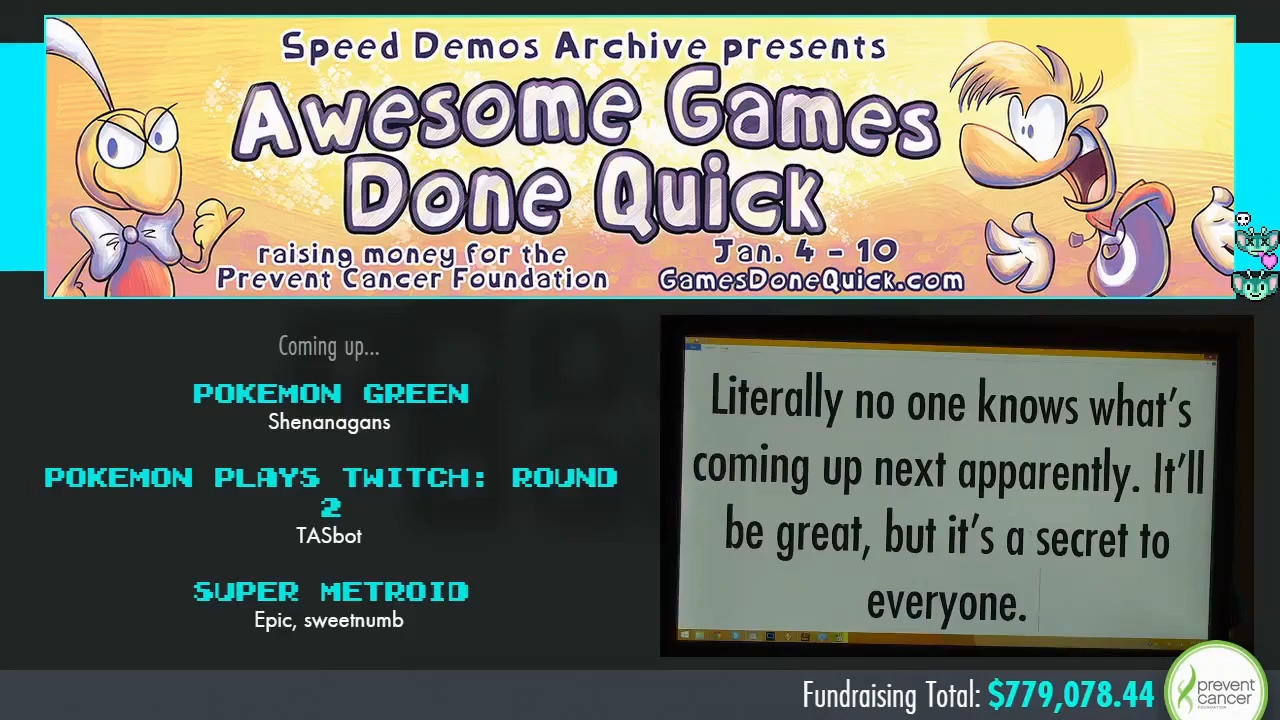 Speed Demos Archive presents
Awesome Games
Done Quick
raising money for the
Prevent Cancer Foundation
Jan. 4 - 10
GamesDoneQuick.com
Coming up...
POKEMON GREEN
Shenanagans
POKEMON PLAYS TWITCH: ROUND
2
TASbot
SUPER METROID
Epic, sweetnumb
Literally no one knows what's
coming up next apparently. It'll
be great, but it's a secret to
everyone.
Fundraising Total: $779,078.44
prevent
cancer
FOUNDATION